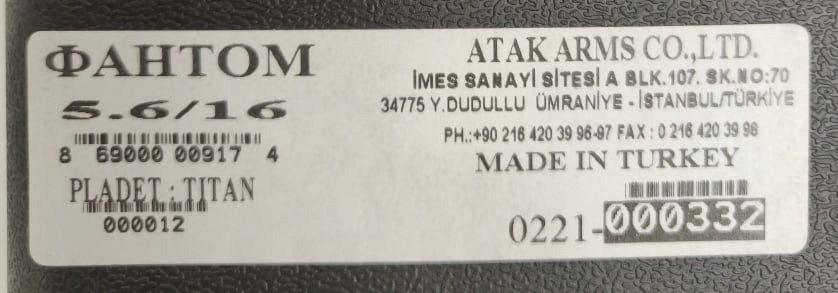 ФАНТОМ
5.6/16
8 69000 00917 4
PLADET : TITAN
000012
ATAK ARMS CO.,LTD.
İMES SANAYİ SİTESİ A BLK.107. SK.NO:70
34775 Y.DUDULLU ÜMRANİYE - İSTANBUL/TÜRKİYE
PH.:+90 216 420 39 96-97 FAX : 0 216 420 39 98
MADE IN TURKEY
0221-000332